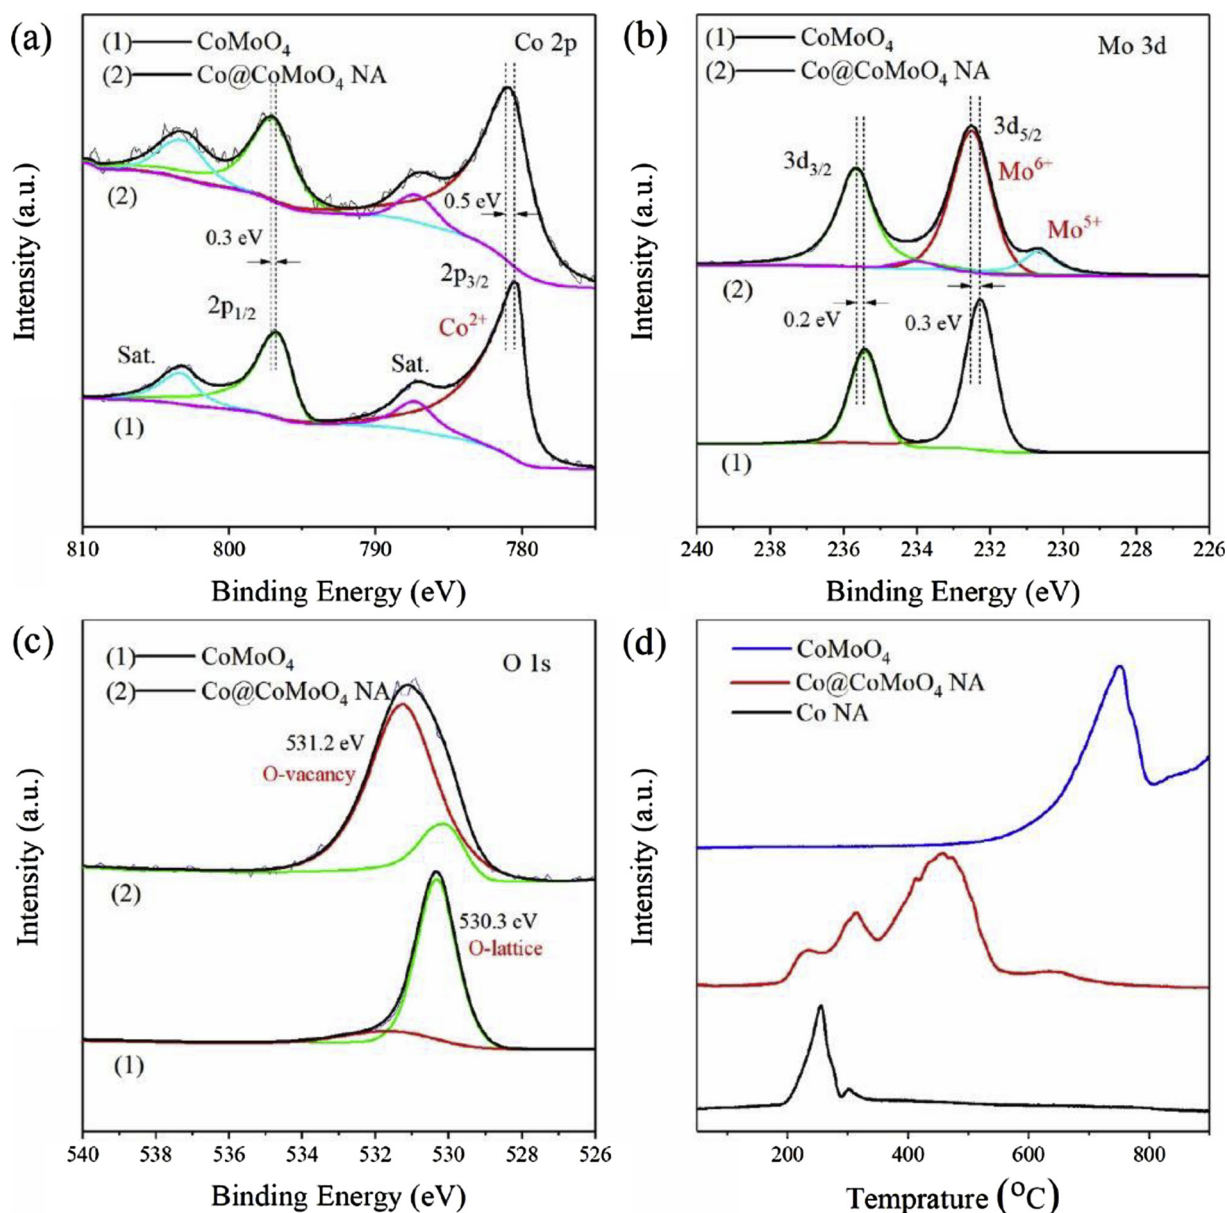 (a)
(1) CoMoO₄
(2) Co@CoMoO₄ NA
Co 2p
(2)
0.3 eV
0.5 eV
2p₁/₂
2p₃/₂
Co²⁺
Sat.
Sat.
(1)
810 800 790 780
Binding Energy (eV)
Intensity (a.u.)
(b)
(1) CoMoO₄
(2) Co@CoMoO₄ NA
Mo 3d
3d₃/₂
3d₅/₂
Mo⁶⁺
Mo⁵⁺
(2)
0.2 eV
0.3 eV
(1)
240 238 236 234 232 230 228 226
Binding Energy (eV)
Intensity (a.u.)
(c)
(1) CoMoO₄
(2) Co@CoMoO₄ NA
O 1s
531.2 eV
O-vacancy
(2)
530.3 eV
O-lattice
(1)
540 538 536 534 532 530 528 526
Binding Energy (eV)
Intensity (a.u.)
(d)
CoMoO₄
Co@CoMoO₄ NA
Co NA
200 400 600 800
Temprature (°C)
Intensity (a.u.)